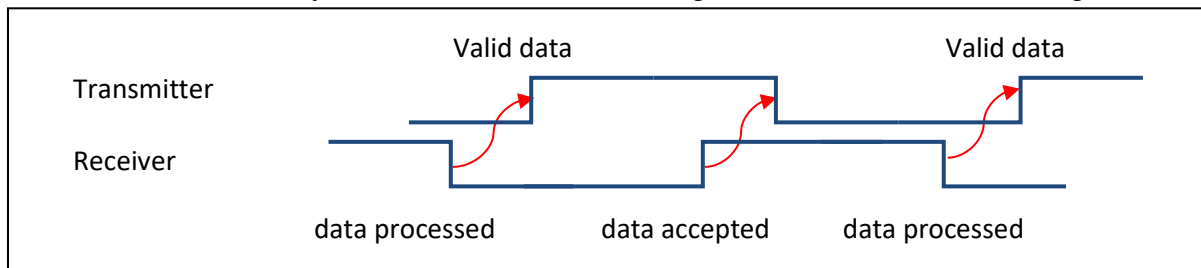 Valid data Valid data
Transmitter
Receiver
data processed data accepted data processed